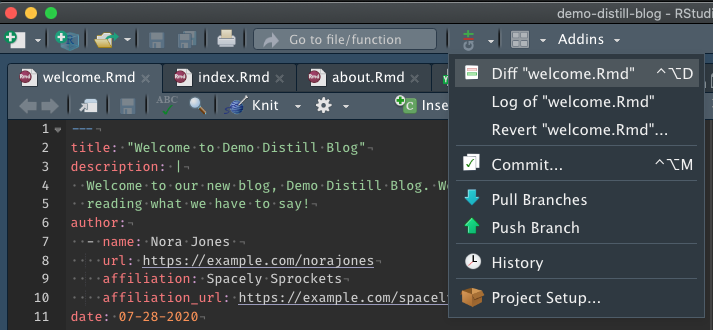 demo-distill-blog - RStudi
Go to file/function
Addins
welcome.Rmd
index.Rmd
about.Rmd
ABC
Knit
Inse
Diff "welcome.Rmd" ^⌥D
Log of "welcome.Rmd"
Revert "welcome.Rmd"...
Commit... ^⌥M
Pull Branches
Push Branch
History
Project Setup...
1 ---
2 title: "Welcome to Demo Distill Blog"
3 description: |
4 Welcome to our new blog, Demo Distill Blog. We
5 reading what we have to say!
6 author:
7 - name: Nora Jones
8 url: https://example.com/norajones
9 affiliation: Spacely Sprockets
10 affiliation_url: https://example.com/spacel
11 date: 07-28-2020